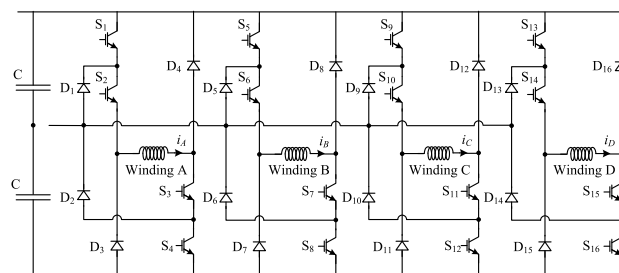 S1 S5 S9 S13
C D1 S2 D4 D5 S6 D8 D9 S10 D12 D13 S14 D16
iA iB iC iD
Winding A Winding B Winding C Winding D
C D2 S3 D6 S7 D10 S11 D14 S15
D3 S4 D7 S8 D11 S12 D15 S16